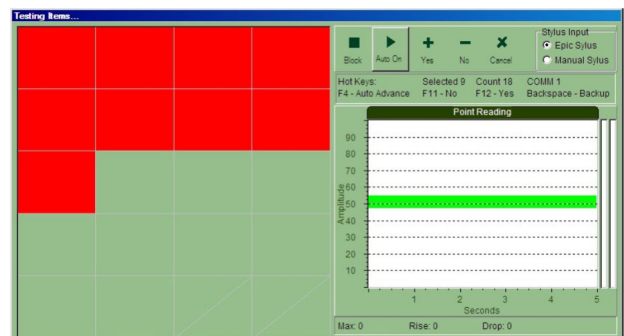 Testing Items...
Block
Auto On
Yes
No
Cancel
Stylus Input
Epic Sylus
Manual Sylus
Hot Keys: Selected 9 Count 18 COMM 1
F4 - Auto Advance F11 - No F12 - Yes Backspace - Backup
Point Reading
Amplitude
90
80
70
60
50
40
30
20
10
1 2 3 4 5
Seconds
Max: 0 Rise: 0 Drop: 0